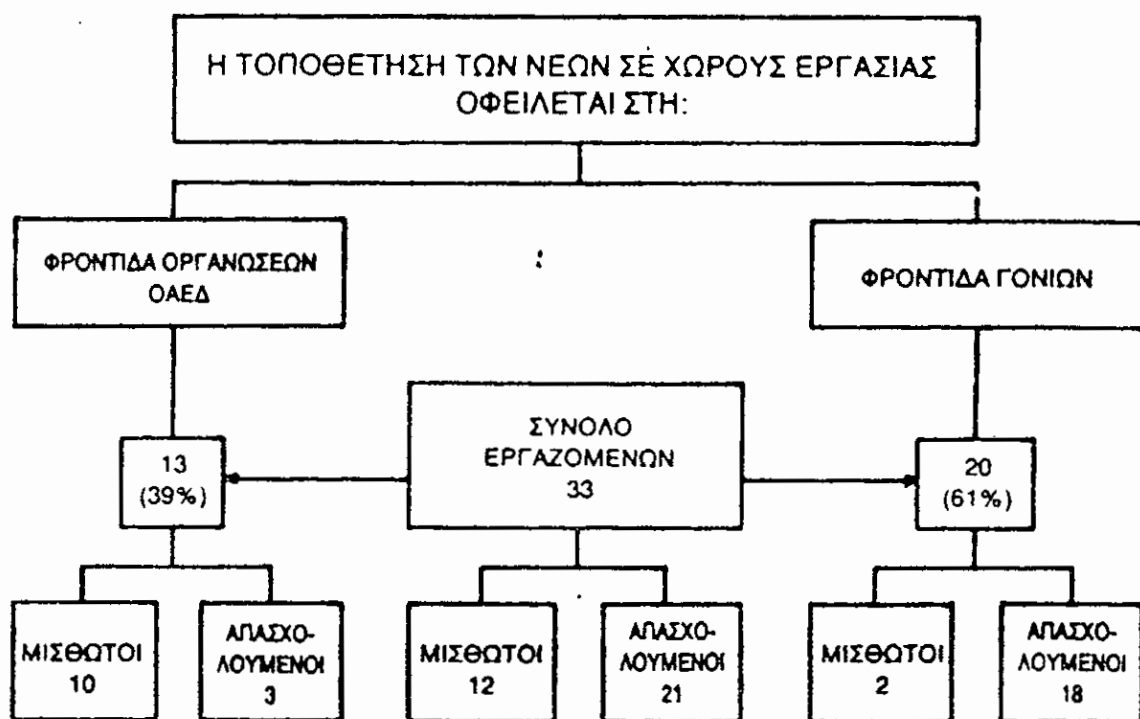 Η ΤΟΠΟΘΕΤΗΣΗ ΤΩΝ ΝΕΩΝ ΣΕ ΧΩΡΟΥΣ ΕΡΓΑΣΙΑΣ
ΟΦΕΙΛΕΤΑΙ ΣΤΗ:
ΦΡΟΝΤΙΔΑ ΟΡΓΑΝΩΣΕΩΝ
ΟΑΕΔ
ΦΡΟΝΤΙΔΑ ΓΟΝΙΩΝ
13
(39%)
ΣΥΝΟΛΟ
ΕΡΓΑΖΟΜΕΝΩΝ
33
20
(61%)
ΜΙΣΘΩΤΟΙ
10
ΑΠΑΣΧΟ-
ΛΟΥΜΕΝΟΙ
3
ΜΙΣΘΩΤΟΙ
12
ΑΠΑΣΧΟ-
ΛΟΥΜΕΝΟΙ
21
ΜΙΣΘΩΤΟΙ
2
ΑΠΑΣΧΟ-
ΛΟΥΜΕΝΟΙ
18